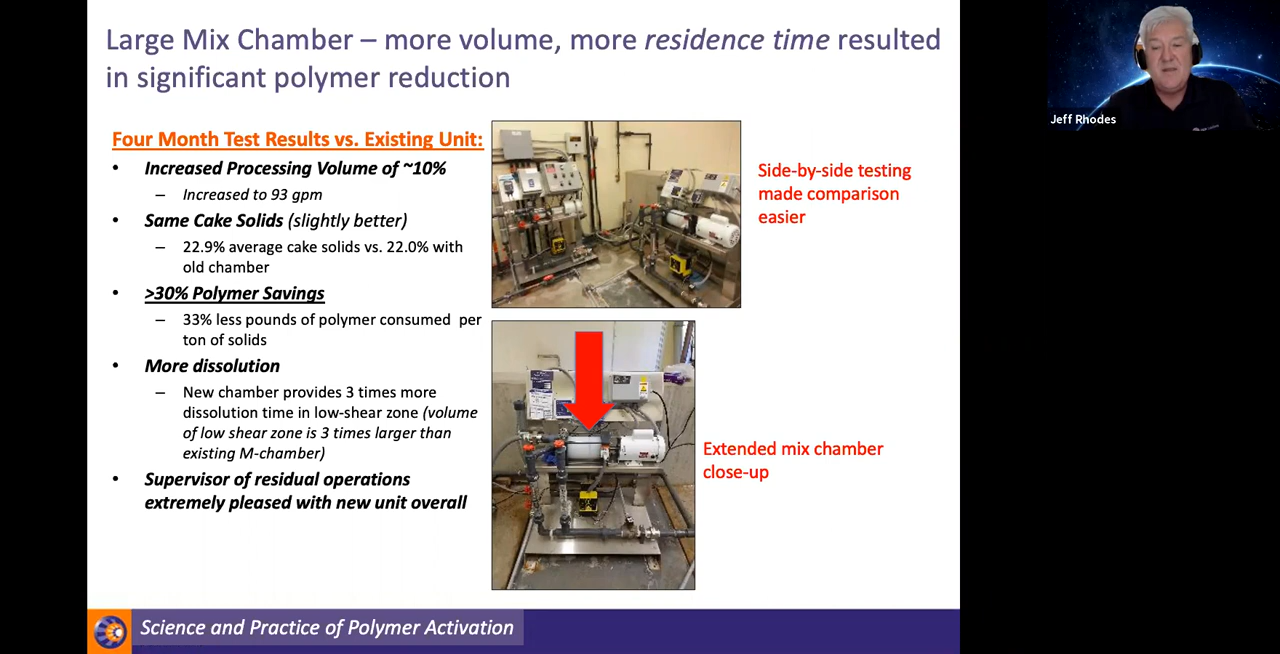 Large Mix Chamber – more volume, more residence time resulted
in significant polymer reduction
Four Month Test Results vs. Existing Unit:
• Increased Processing Volume of ~10%
– Increased to 93 gpm
• Same Cake Solids (slightly better)
– 22.9% average cake solids vs. 22.0% with
old chamber
• >30% Polymer Savings
– 33% less pounds of polymer consumed per
ton of solids
• More dissolution
– New chamber provides 3 times more
dissolution time in low-shear zone (volume
of low shear zone is 3 times larger than
existing M-chamber)
• Supervisor of residual operations
extremely pleased with new unit overall
Side-by-side testing
made comparison
easier
Extended mix chamber
close-up
Science and Practice of Polymer Activation
Jeff Rhodes